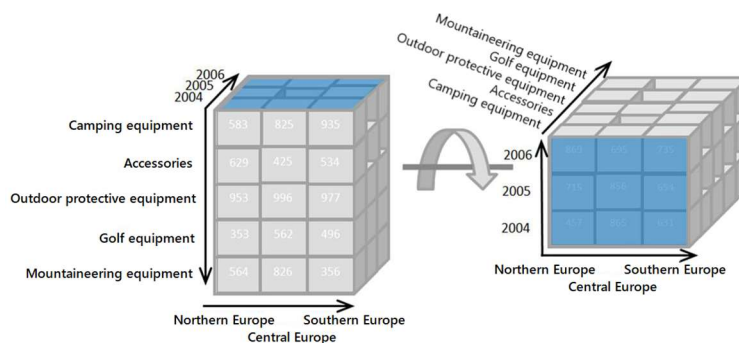 2006
2005
2004
Camping equipment 583 825 935
Accessories 629 425 534
Outdoor protective equipment 953 996 977
Golf equipment 353 562 496
Mountaineering equipment 564 826 356
Northern Europe Southern Europe
Central Europe
Mountaineering equipment
Golf equipment
Outdoor protective equipment
Accessories
Camping equipment
2006
2005
2004
Northern Europe Southern Europe
Central Europe